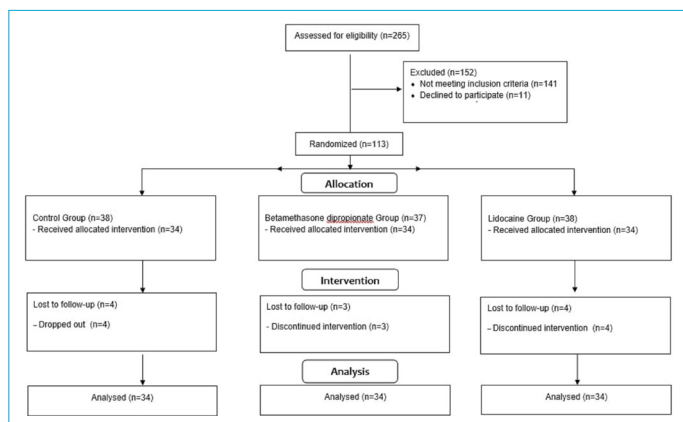 Assessed for eligibility (n=265)
Excluded (n=152)
♦ Not meeting inclusion criteria (n=141
♦ Declined to participate (n=11)
Randomized (n=113)
Allocation
Control Group (n=38)
- Received allocated intervention (n=34)
Betamethasone dipropionate Group (n=37)
- Received allocated intervention (n=34)
Lidocaine Group (n=38)
- Received allocated intervention (n=34)
Intervention
Lost to follow-up (n=4)
– Dropped out (n=4)
Lost to follow-up (n=3)
- Discontinued intervention (n=3)
Lost to follow-up (n=4)
– Discontinued intervention (n=4)
Analysis
Analysed (n=34)
Analysed (n=34)
Analysed (n=34)